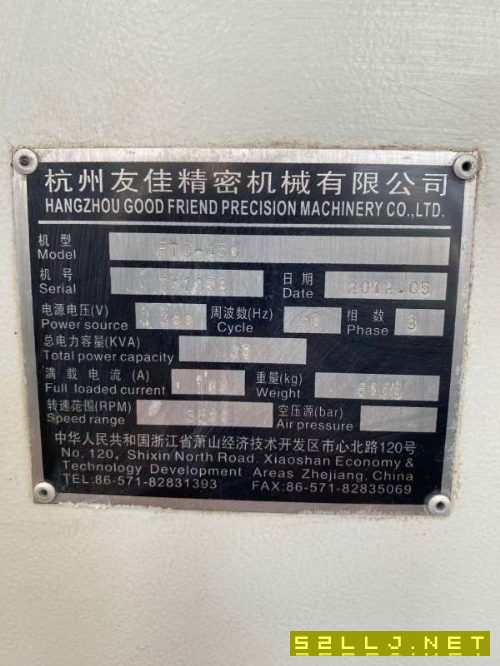 杭州友佳精密机械有限公司
HANGZHOU GOOD FRIEND PRECISION MACHINERY CO.,LTD.
机型
Model
机号 日期 2012.05
Serial Date
电源电压(V) 周波数(Hz) 相数 3
Power source Cycle Phase
总电力容量(KVA)
Total power capacity
满载电流(A) 重量(kg)
Full loaded current Weight
转速范围(RPM) 空压源(bar)
Speed range Air pressure
中华人民共和国浙江省萧山经济技术开发区市心北路120号
No. 120, Shixin North Road, Xiaoshan Economy &
Technology Development Areas Zhejiang, China
TEL:86-571-82831393 FAX:86-571-82835069
52LLJ.NET